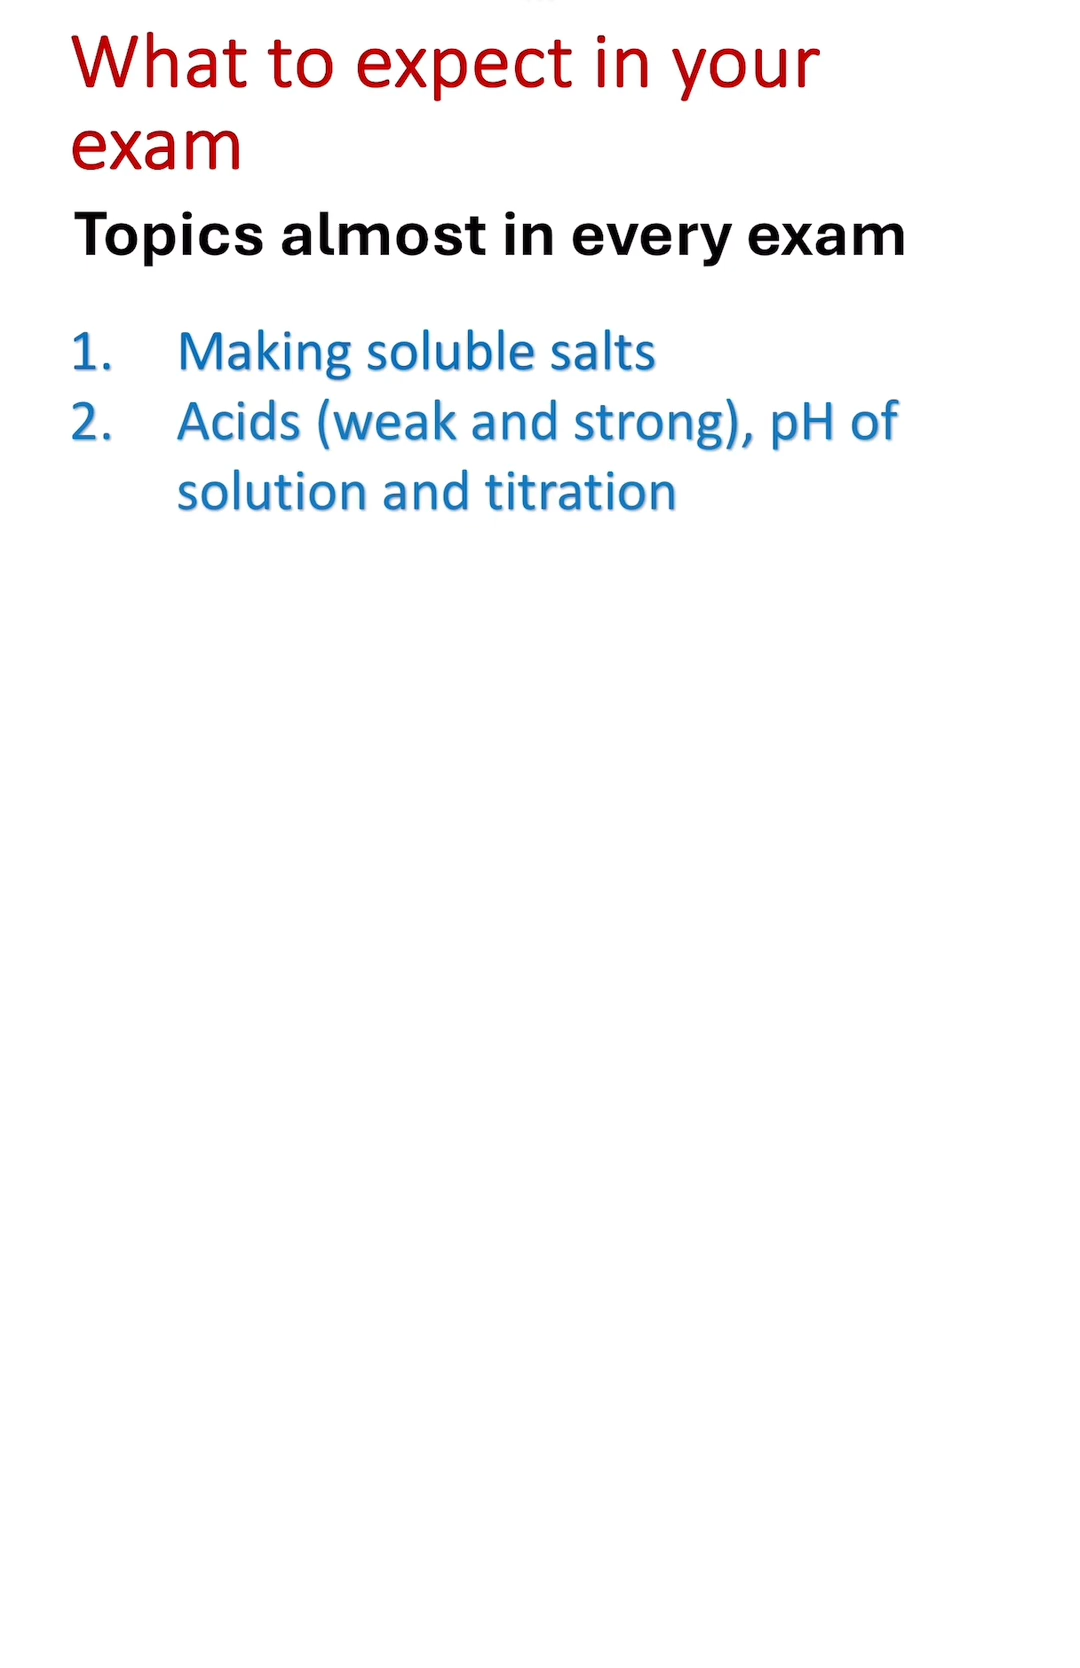 What to expect in your
exam
Topics almost in every exam
1. Making soluble salts
2. Acids (weak and strong), pH of
solution and titration